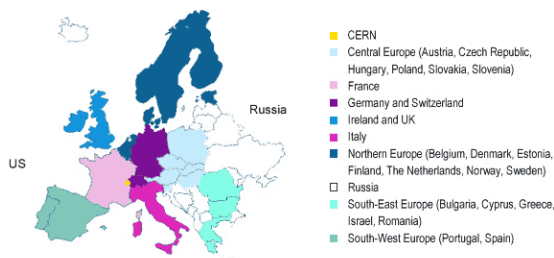 CERN
Central Europe (Austria, Czech Republic,
Hungary, Poland, Slovakia, Slovenia)
France
Germany and Switzerland
Ireland and UK
Italy
Northern Europe (Belgium, Denmark, Estonia,
Finland, The Netherlands, Norway, Sweden)
Russia
South-East Europe (Bulgaria, Cyprus, Greece,
Israel, Romania)
South-West Europe (Portugal, Spain)
Russia
US